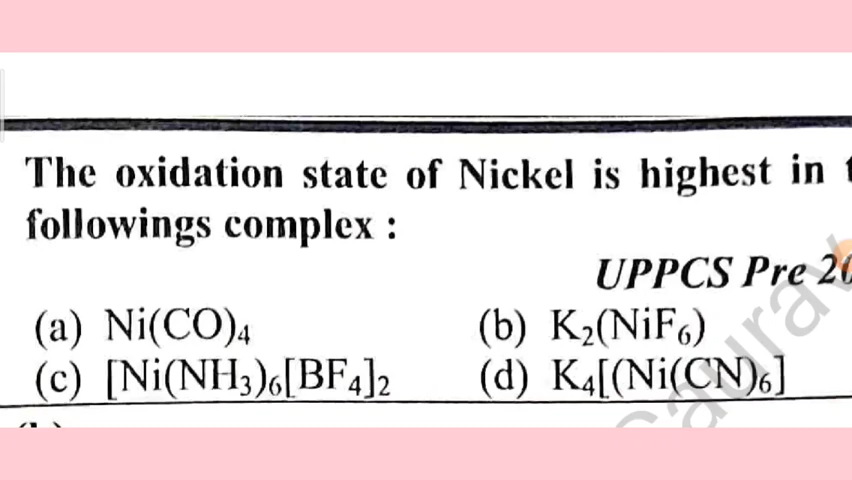 The oxidation state of Nickel is highest in
followings complex :
UPPCS Pre
(a) Ni(CO)₄ (b) K₂(NiF₆)
(c) [Ni(NH₃)₆[BF₄]₂ (d) K₄[(Ni(CN)₆]
Gaurav